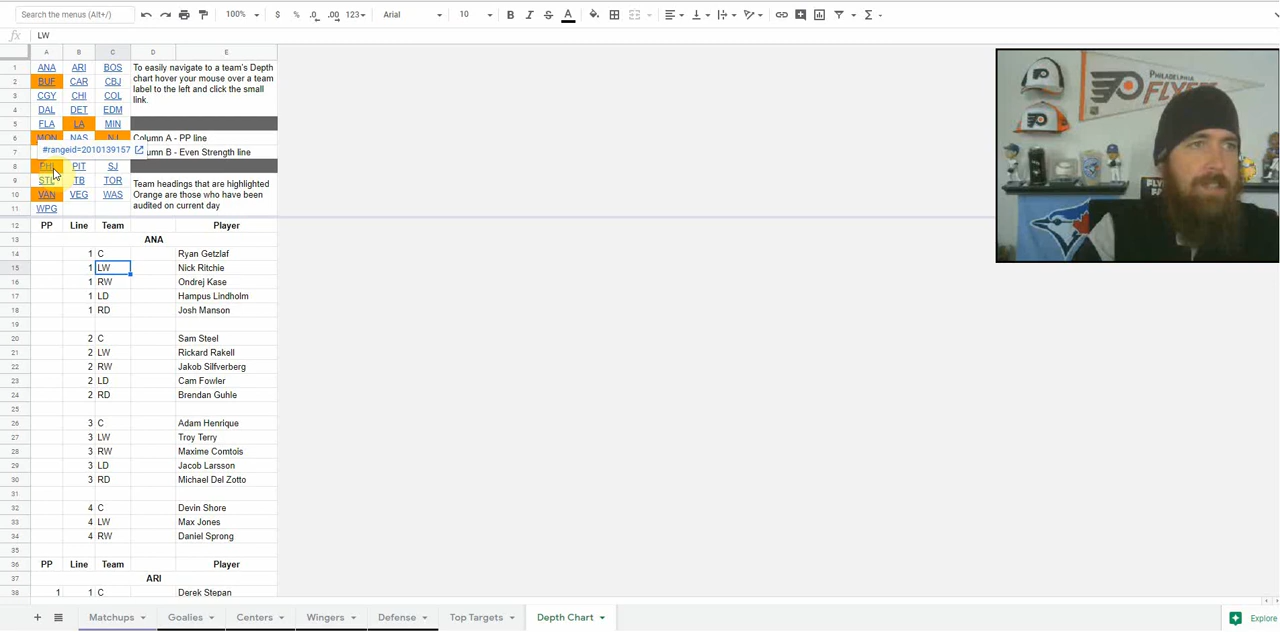 Search the menus (Alt+/)
100%
$ % .0 .00 123
Arial
10
B I S A
fx LW
A B C D E
1 ANA ARI BOS To easily navigate to a team's Depth
2 BUF CAR CBJ chart hover your mouse over a team
3 CGY CHI COL label to the left and click the small
4 DAL DET EDM link.
5 FLA LA MIN
6 MON NAS NJ Column A - PP line
7 #rangeid=2010139157 Column B - Even Strength line
8 PHI PIT SJ
9 STL TB TOR Team headings that are highlighted
10 VAN VEG WAS Orange are those who have been
11 WPG audited on current day
12 PP Line Team Player
13 ANA
14 1 C Ryan Getzlaf
15 1 LW Nick Ritchie
16 1 RW Ondrej Kase
17 1 LD Hampus Lindholm
18 1 RD Josh Manson
19
20 2 C Sam Steel
21 2 LW Rickard Rakell
22 2 RW Jakob Silfverberg
23 2 LD Cam Fowler
24 2 RD Brendan Guhle
25
26 3 C Adam Henrique
27 3 LW Troy Terry
28 3 RW Maxime Comtois
29 3 LD Jacob Larsson
30 3 RD Michael Del Zotto
31
32 4 C Devin Shore
33 4 LW Max Jones
34 4 RW Daniel Sprong
35
36 PP Line Team Player
37 ARI
38 1 1 C Derek Stepan
PHILADELPHIA
FLYERS
Matchups Goalies Centers Wingers Defense Top Targets Depth Chart
Explore